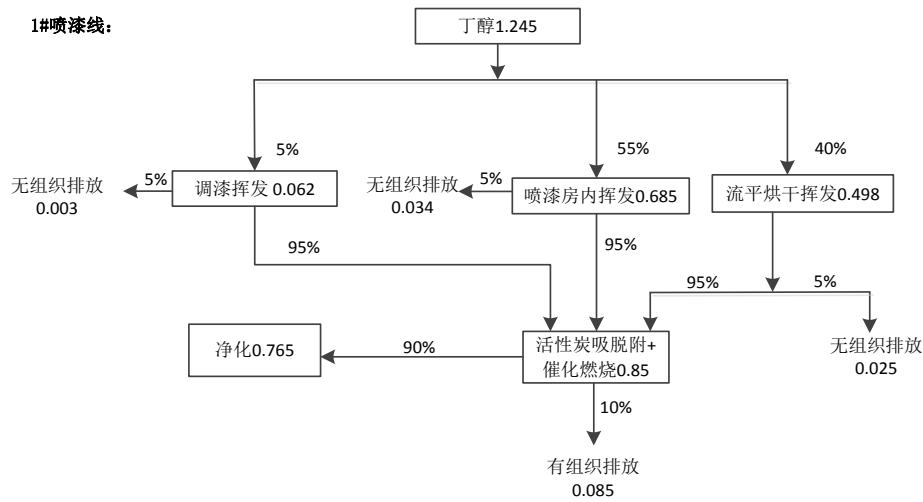 1#喷漆线：
丁醇1.245
5%
55%
40%
无组织排放
0.003
5%
调漆挥发 0.062
无组织排放
0.034
5%
喷漆房内挥发0.685
流平烘干挥发0.498
95%
95%
95%
5%
净化0.765
90%
活性炭吸脱附+
催化燃烧0.85
无组织排放
0.025
10%
有组织排放
0.085